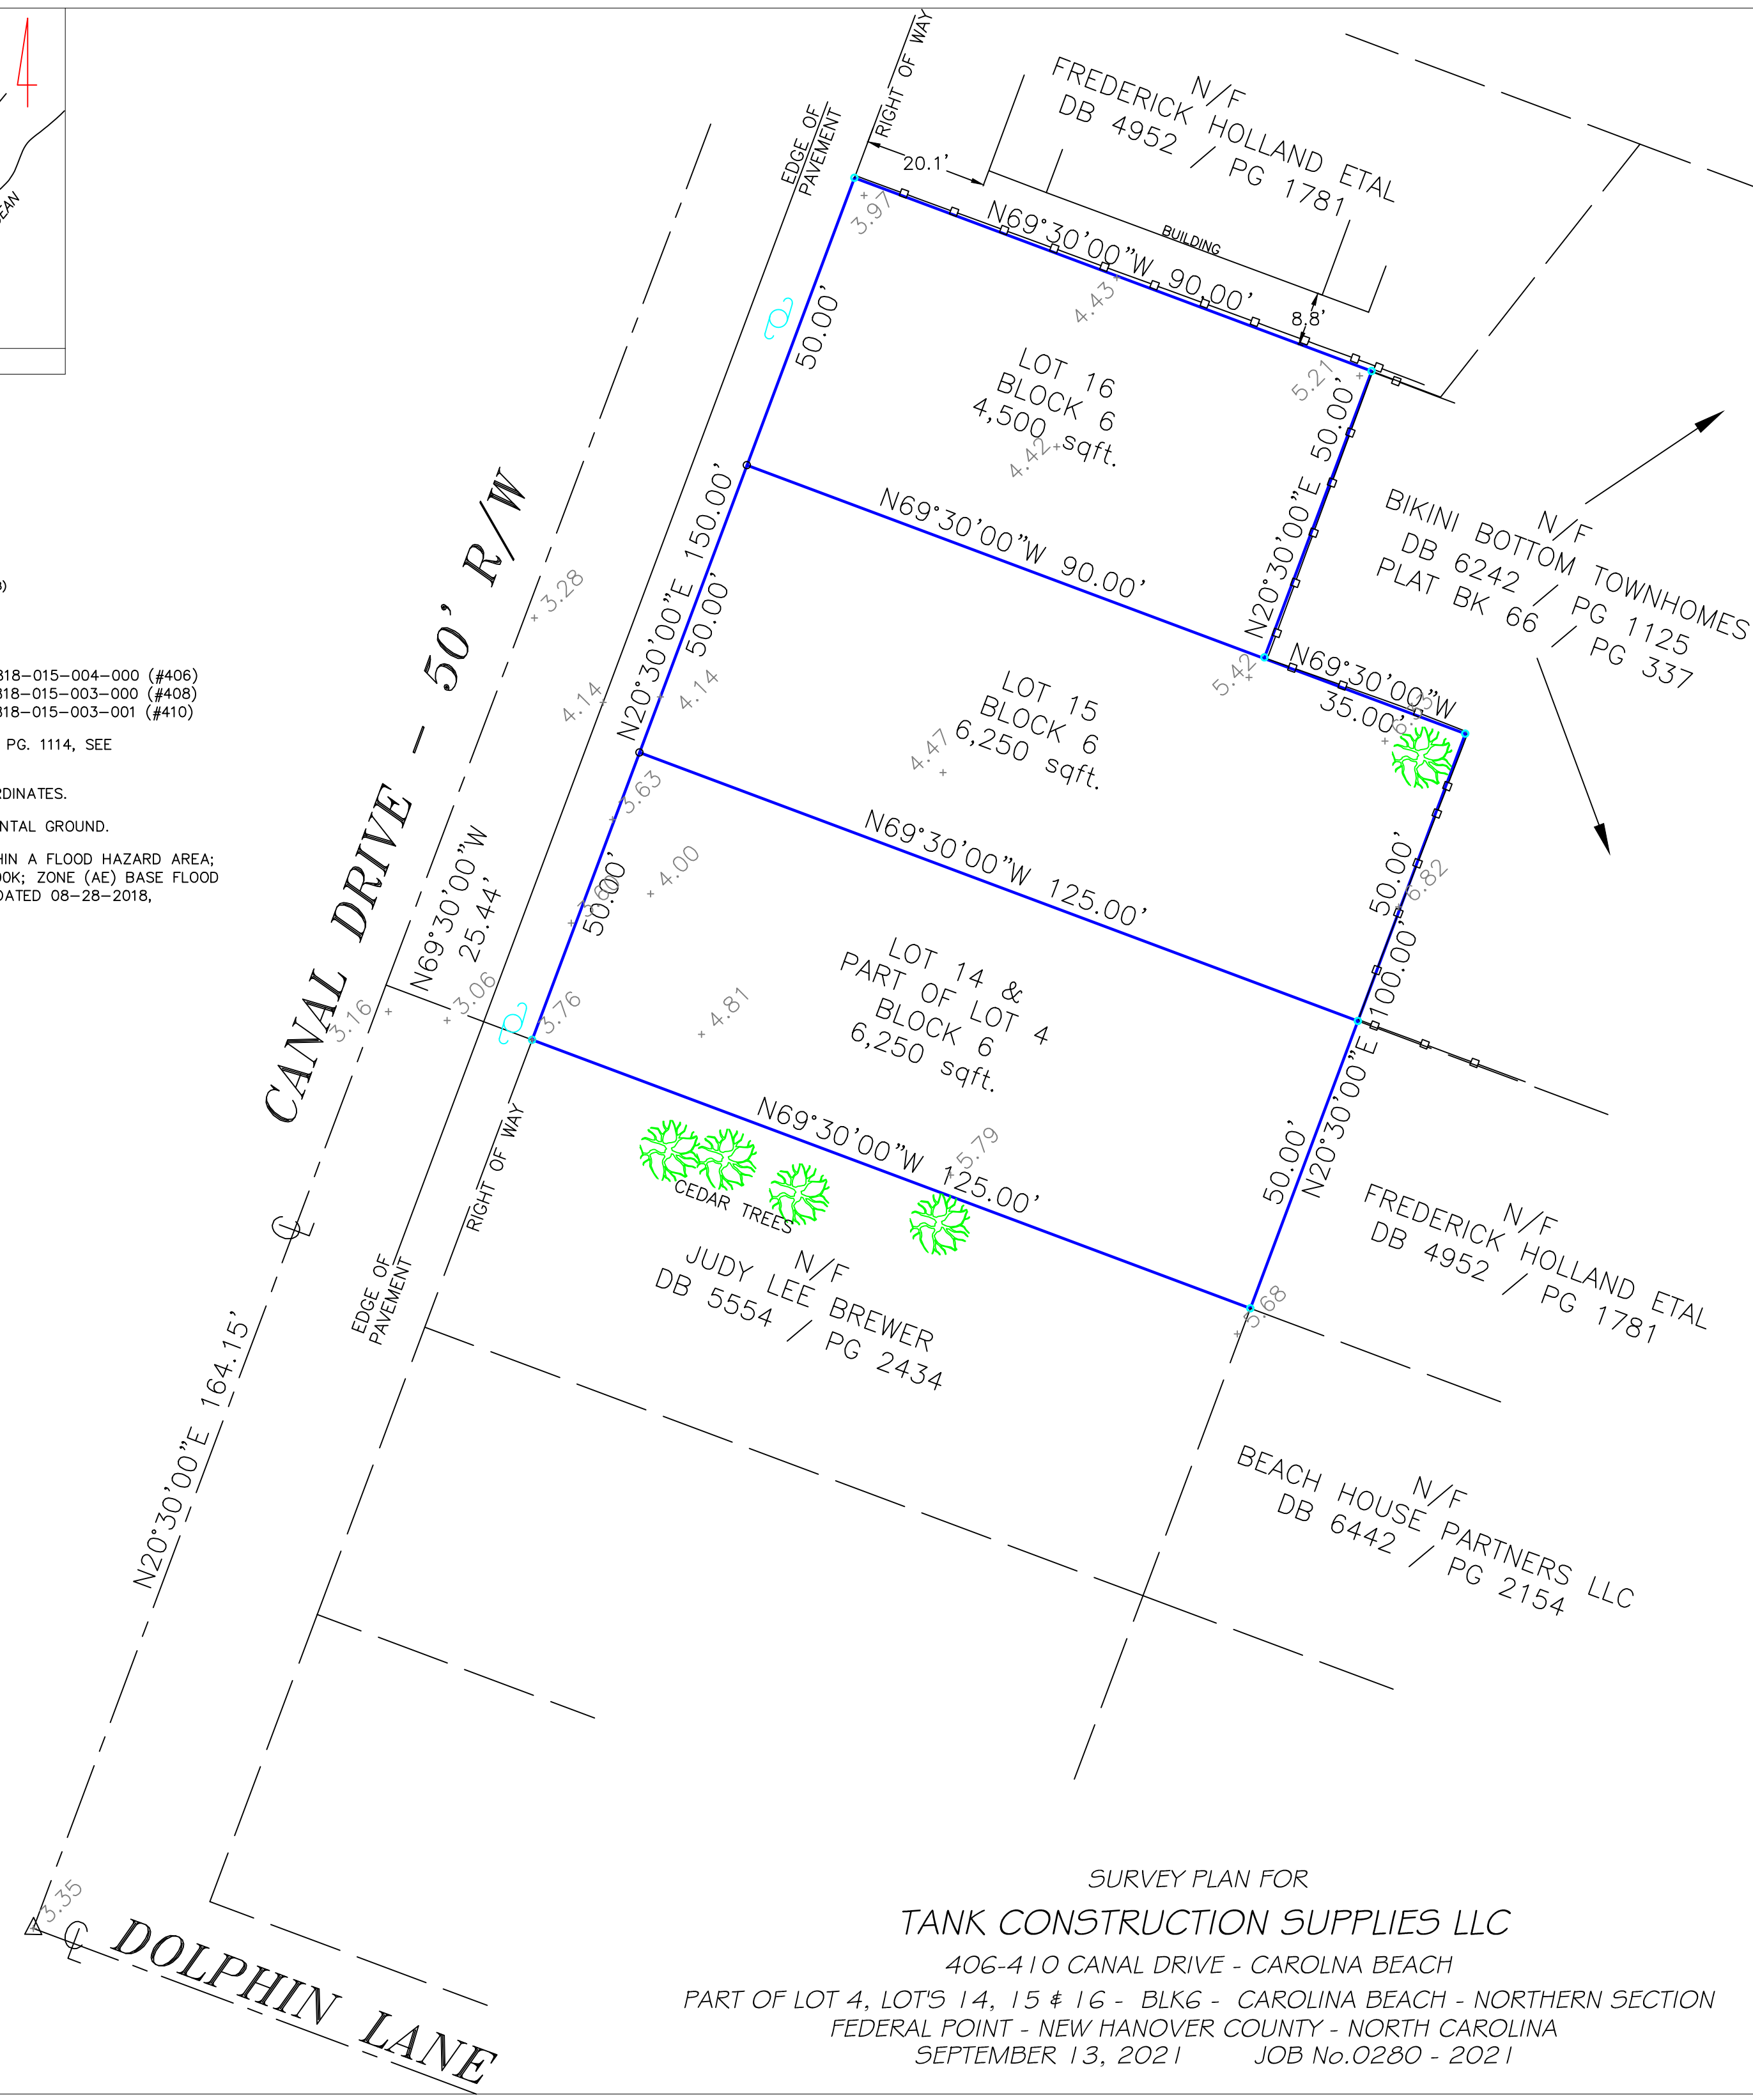 4
RIGHT OF WAY
EDGE OF
PAVEMENT
20.1'
N/F
FREDERICK HOLLAND ETAL
DB 4952 / PG 1781
BUILDING
8.8'
N69°30'00"W 90.00'
3.97
4.43
5.21
50.00'
LOT 16
BLOCK 6
4,500 sqft.
4.42
N20°30'00"E 50.00'
N/F
BIKINI BOTTOM TOWNHOMES
DB 6242 / PG 1125
PLAT BK 66 / PG 337
N69°30'00"W 90.00'
N20°30'00"E 150.00'
50.00'
5.42
N69°30'00"W
35.00'
CANAL DRIVE - 50' R/W
3.28
4.14
4.14
LOT 15
BLOCK 6
6,250 sqft.
4.47
818-015-004-000 (#406)
818-015-003-000 (#408)
818-015-003-001 (#410)
PG. 1114, SEE
RDINATES.
NTAL GROUND.
HIN A FLOOD HAZARD AREA;
00K; ZONE (AE) BASE FLOOD
DATED 08-28-2018,
3.63
N69°30'00"W 125.00'
50.00'
6.82
100.00'
4.00
50.00'
N69°30'00"W
25.44'
3.16
3.06
3.76
4.81
LOT 14 &
PART OF LOT 4
BLOCK 6
6,250 sqft.
N20°30'00"E
50.00'
N69°30'00"W 125.00'
5.79
5.68
CEDAR TREES
N/F
JUDY LEE BREWER
DB 5554 / PG 2434
N/F
FREDERICK HOLLAND ETAL
DB 4952 / PG 1781
RIGHT OF WAY
EDGE OF
PAVEMENT
CL
N20°30'00"E 164.15'
N/F
BEACH HOUSE PARTNERS LLC
DB 6442 / PG 2154
3.35
CL
DOLPHIN LANE
SURVEY PLAN FOR
TANK CONSTRUCTION SUPPLIES LLC
406-410 CANAL DRIVE - CAROLNA BEACH
PART OF LOT 4, LOT'S 14, 15 & 16 - BLK6 - CAROLINA BEACH - NORTHERN SECTION
FEDERAL POINT - NEW HANOVER COUNTY - NORTH CAROLINA
SEPTEMBER 13, 2021 JOB No.0280 - 2021